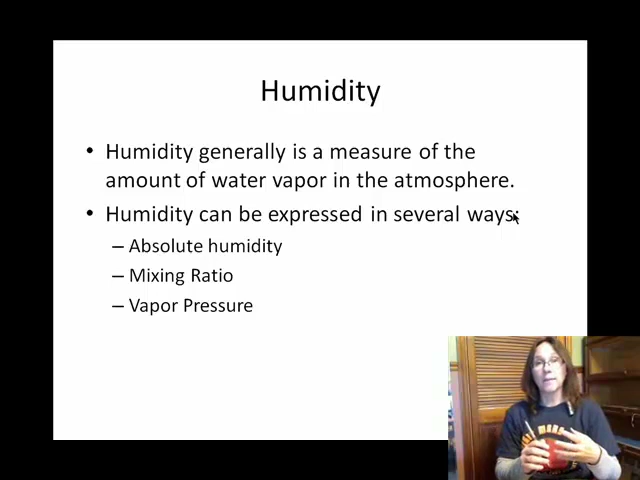 Humidity
• Humidity generally is a measure of the
amount of water vapor in the atmosphere.
• Humidity can be expressed in several ways:
– Absolute humidity
– Mixing Ratio
– Vapor Pressure